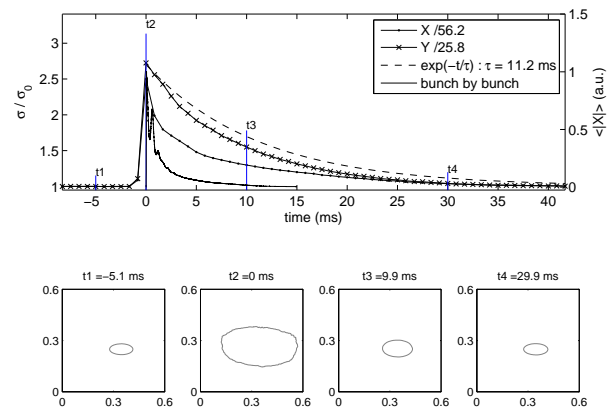 t2
X /56.2
Y /25.8
exp(−t/τ) : τ = 11.2 ms
bunch by bunch
3
2.5
2
1.5
1
σ / σ0
1.5
1
0.5
0
<|X|> (a.u.)
t1
t3
t4
−5 0 5 10 15 20 25 30 35 40
time (ms)
t1 =−5.1 ms t2 =0 ms t3 =9.9 ms t4 =29.9 ms
0.6 0.6 0.6 0.6
0.3 0.3 0.3 0.3
0 0 0 0
0 0.3 0.6 0 0.3 0.6 0 0.3 0.6 0 0.3 0.6